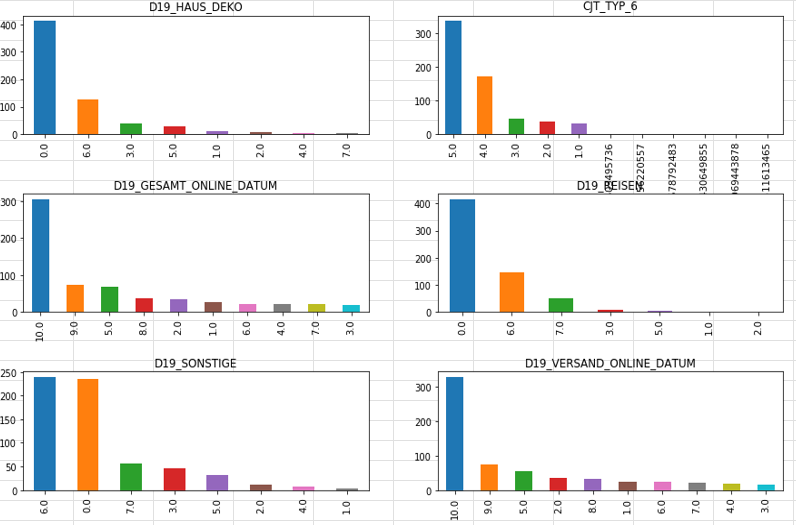 D19_HAUS_DEKO
400
300
200
100
0
0.0 6.0 3.0 5.0 1.0 2.0 4.0 7.0
CJT_TYP_6
300
200
100
0
5.0 4.0 3.0 2.0 1.0
D19_GESAMT_ONLINE_DATUM
300
200
100
0
10.0 9.0 5.0 8.0 2.0 1.0 6.0 4.0 7.0 3.0
D19_REISEN
400
300
200
100
0
0.0 6.0 7.0 3.0 5.0 1.0 2.0
D19_SONSTIGE
250
200
150
100
50
0
6.0 0.0 7.0 3.0 5.0 2.0 4.0 1.0
D19_VERSAND_ONLINE_DATUM
300
200
100
0
10.0 9.0 5.0 2.0 8.0 1.0 6.0 7.0 4.0 3.0